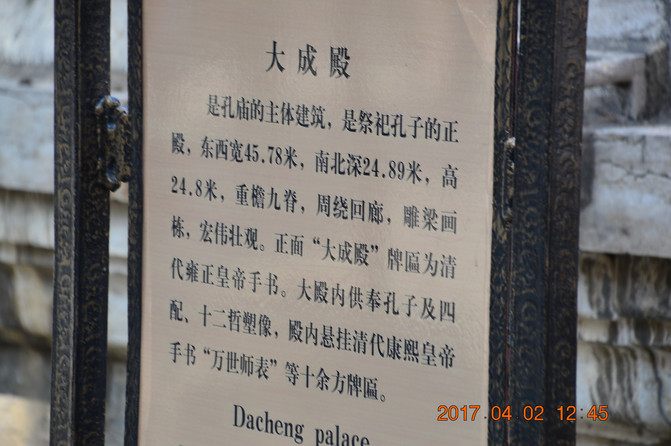 大成殿
是孔庙的主体建筑，是祭祀孔子的正
殿，东西宽45.78米，南北深24.89米，高
24.8米，重檐九脊，周绕回廊，雕梁画
栋，宏伟壮观。正面“大成殿”牌匾为清
代雍正皇帝手书。大殿内供奉孔子及四
配、十二哲塑像，殿内悬挂清代康熙皇帝
手书“万世师表”等十余方牌匾。
Dacheng palace
2017.04 02 12:45